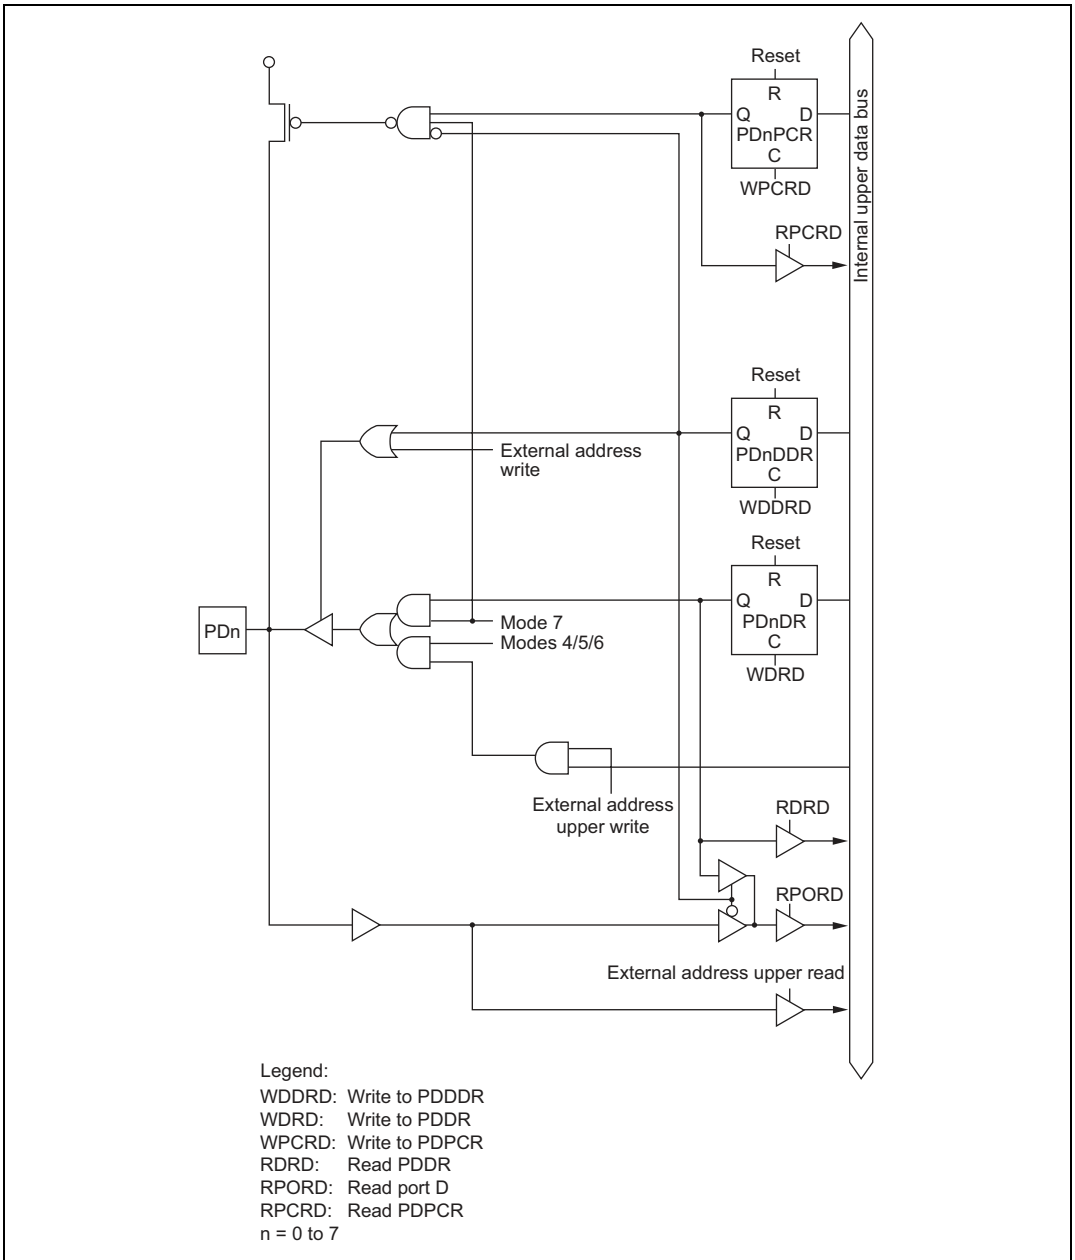 Reset
R
Q D
PDnPCR
C
WPCRD
Internal upper data bus
RPCRD
Reset
R
Q D
PDnDDR
C
WDDRD
External address
write
Reset
R
Q D
PDnDR
C
WDRD
PDn
Mode 7
Modes 4/5/6
External address
upper write
RDRD
RPORD
External address upper read
Legend:
WDDRD: Write to PDDDR
WDRD: Write to PDDR
WPCRD: Write to PDPCR
RDRD: Read PDDR
RPORD: Read port D
RPCRD: Read PDPCR
n = 0 to 7